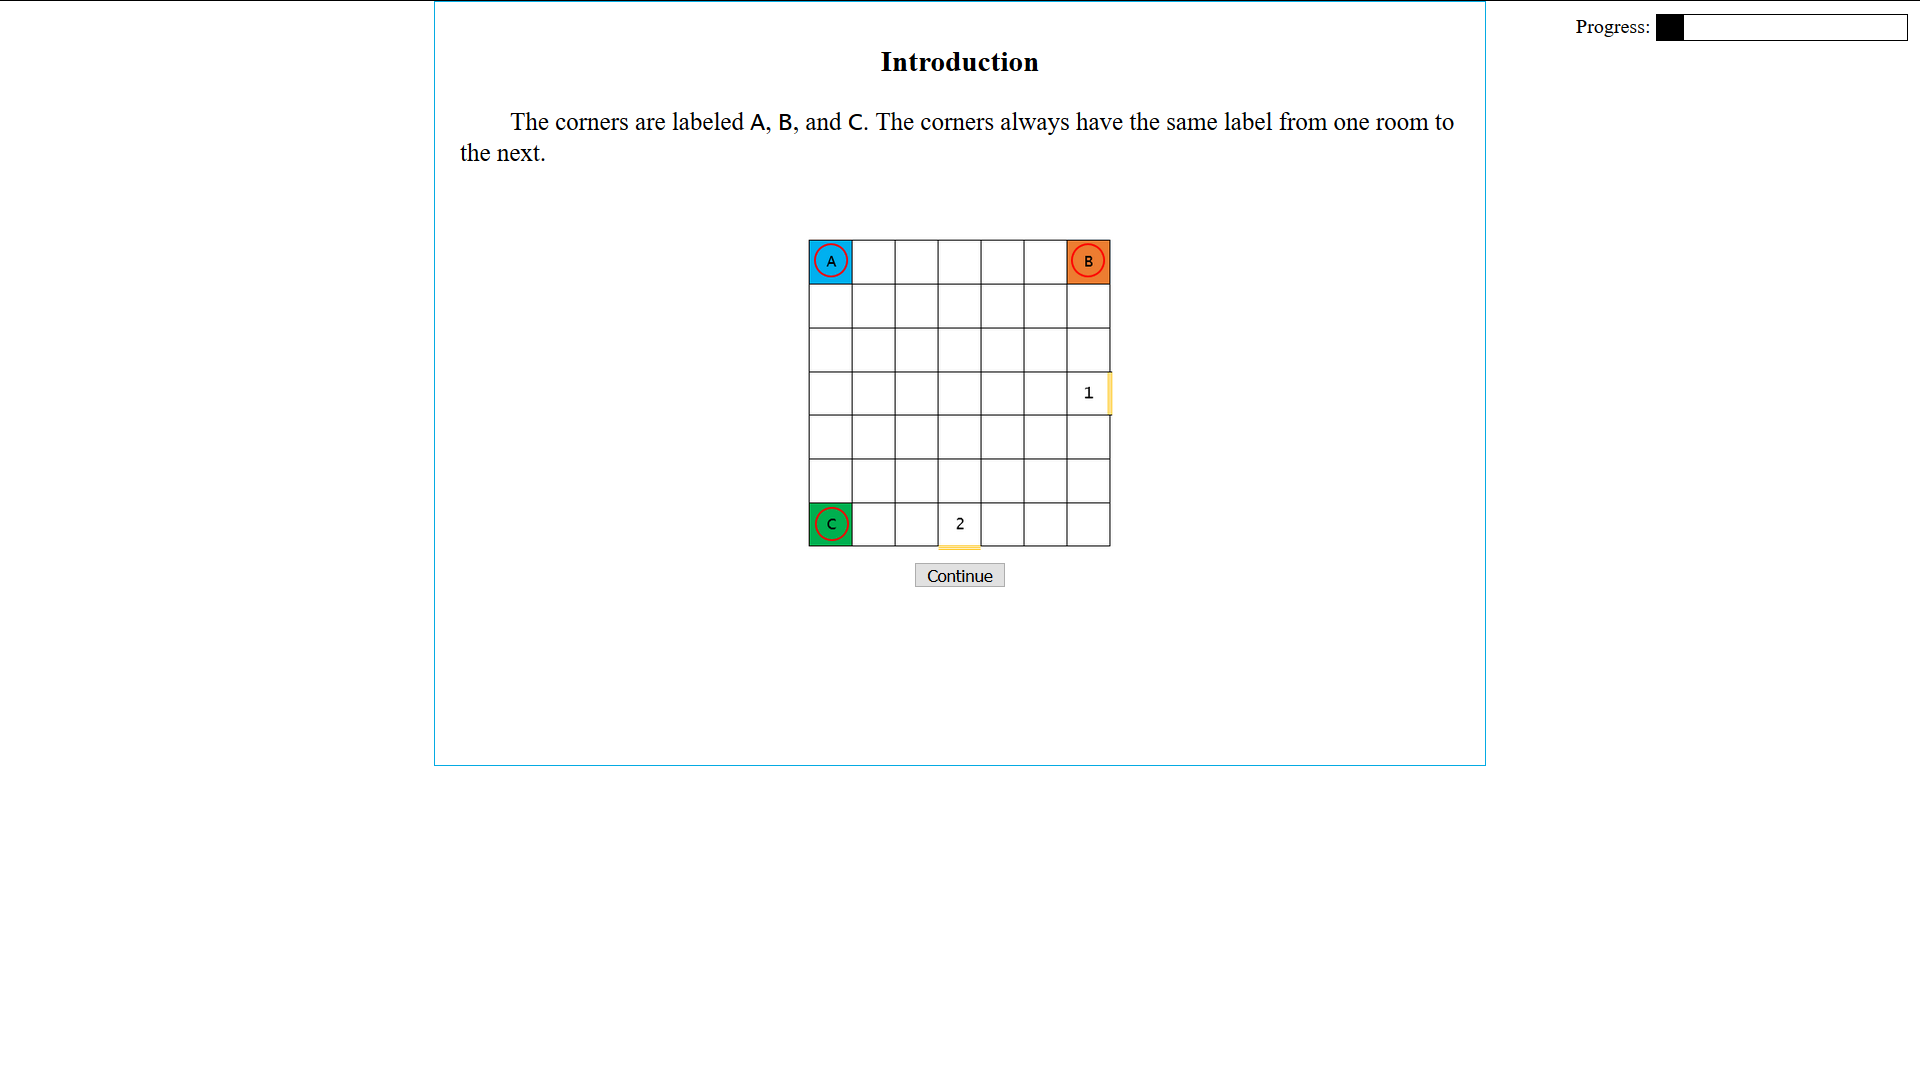 Progress:
Introduction
The corners are labeled A, B, and C. The corners always have the same label from one room to
the next.
A B
1
C 2
Continue